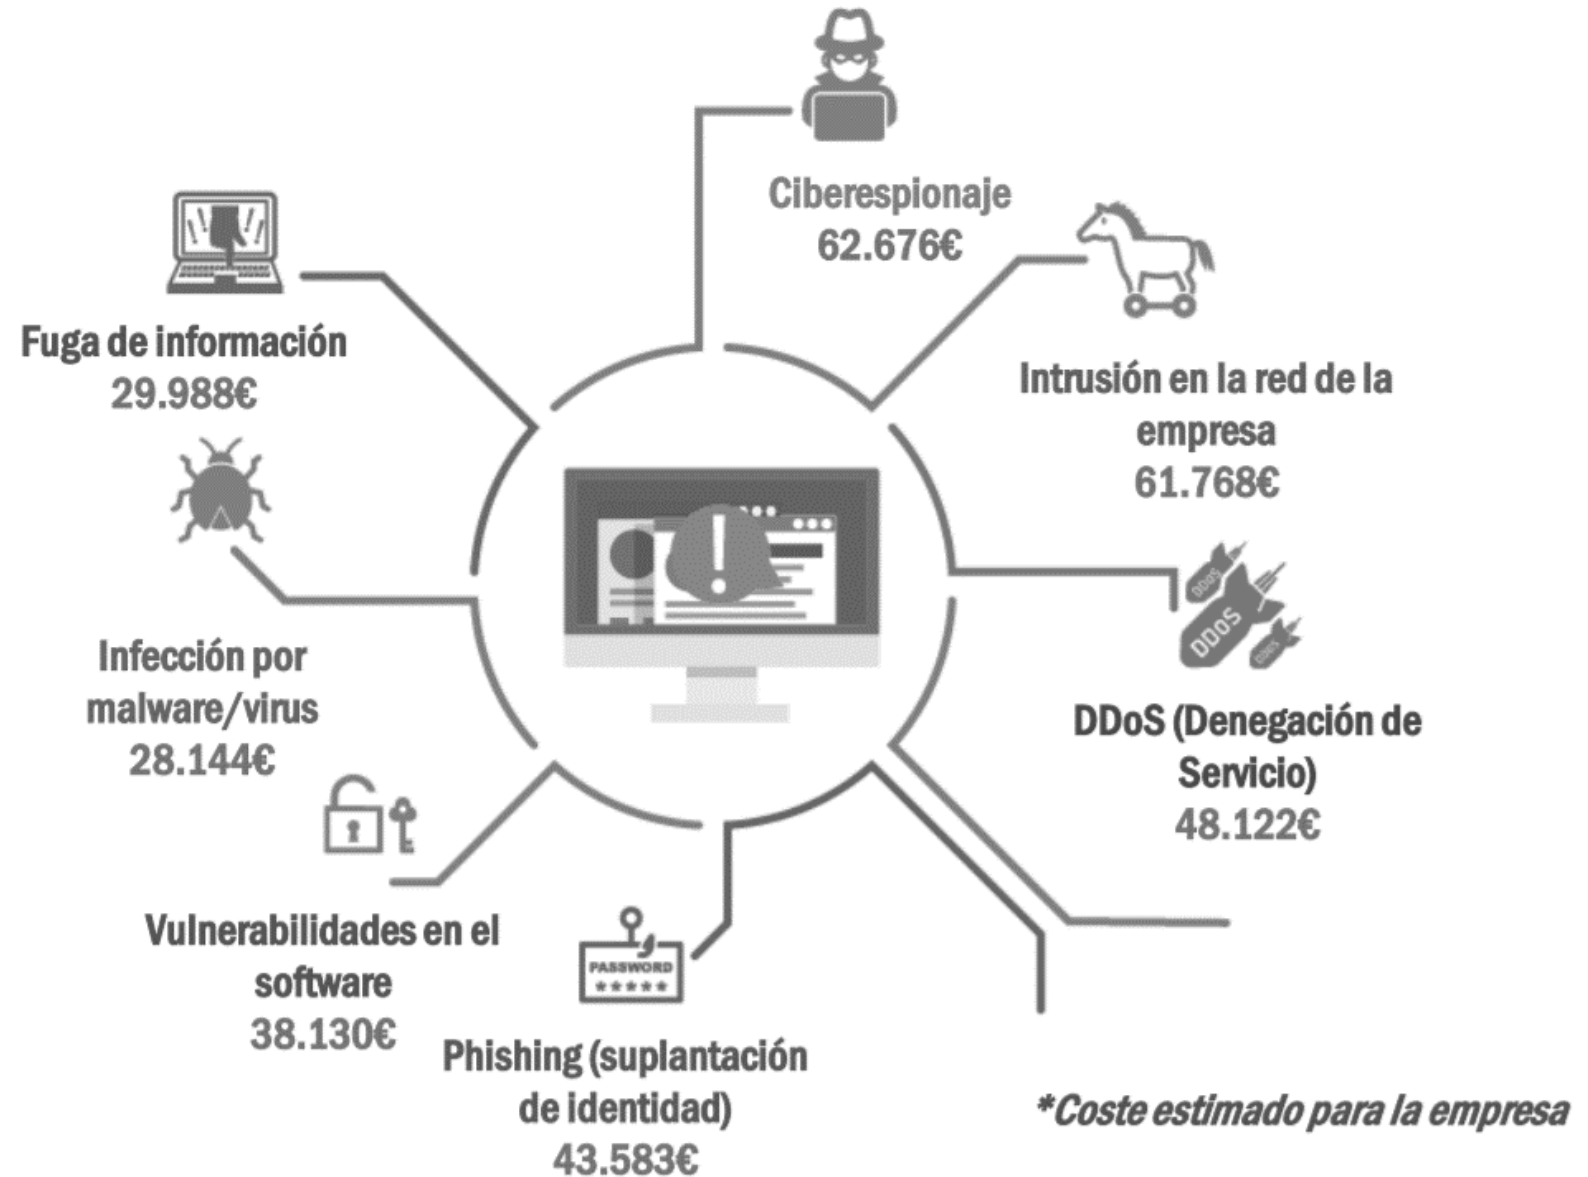 Ciberespionaje
62.676€
Intrusión en la red de la
empresa
61.768€
DDoS
DDoS
DDoS
DDoS (Denegación de
Servicio)
48.122€
*Coste estimado para la empresa
PASSWORD
*****
Phishing (suplantación
de identidad)
43.583€
Vulnerabilidades en el
software
38.130€
Infección por
malware/virus
28.144€
Fuga de información
29.988€